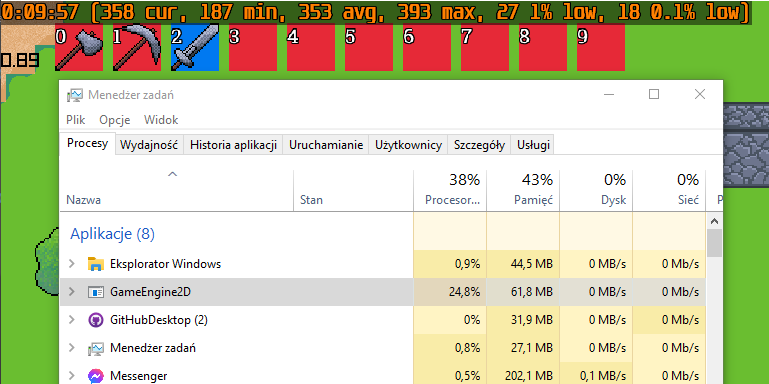 0:09:57 (358 cur, 187 min, 353 avg, 393 max, 27 1% low, 18 0.1% low)
0 1 2 3 4 5 6 7 8 9
0.89
Menedżer zadań
Plik Opcje Widok
Procesy Wydajność Historia aplikacji Uruchamianie Użytkownicy Szczegóły Usługi
38% 43% 0% 0%
Nazwa Stan Procesor... Pamięć Dysk Sieć P
Aplikacje (8)
Eksplorator Windows 0,9% 44,5 MB 0 MB/s 0 Mb/s
GameEngine2D 24,8% 61,8 MB 0 MB/s 0 Mb/s
GitHubDesktop (2) 0% 31,9 MB 0 MB/s 0 Mb/s
Menedżer zadań 0,8% 27,1 MB 0 MB/s 0 Mb/s
Messenger 0,5% 202,1 MB 0,1 MB/s 0 Mb/s